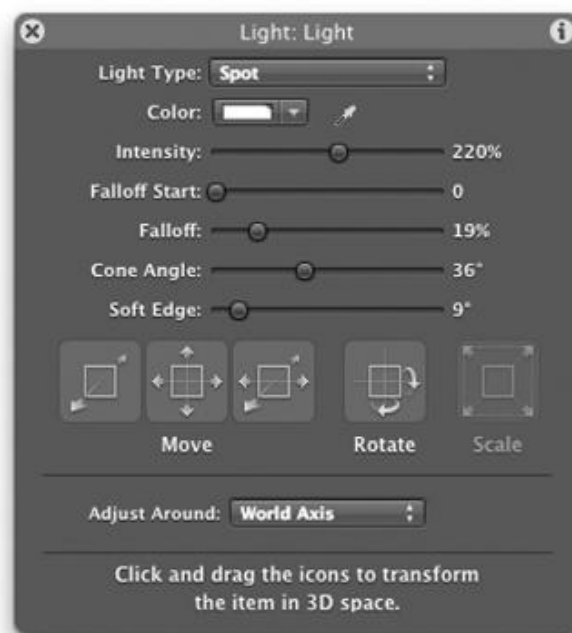 Light: Light
Light Type: Spot
Color:
Intensity: 220%
Falloff Start: 0
Falloff: 19%
Cone Angle: 36°
Soft Edge: 9°
Move Rotate Scale
Adjust Around: World Axis
Click and drag the icons to transform
the item in 3D space.